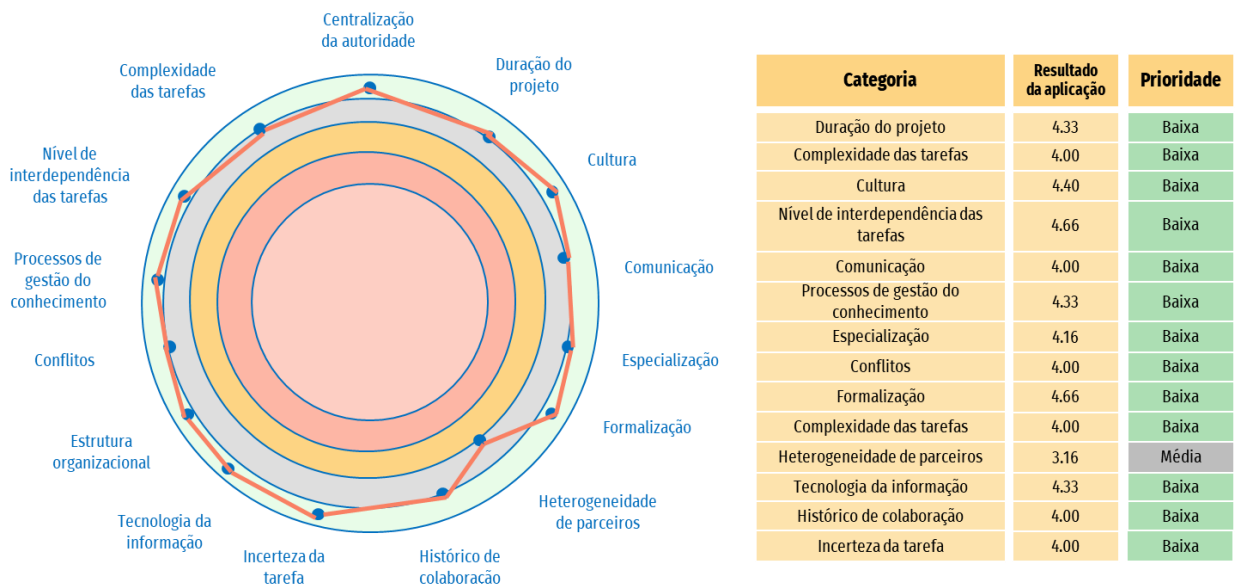 Centralização
da autoridade
Duração do
projeto
Cultura
Comunicação
Especialização
Formalização
Heterogeneidade
de parceiros
Histórico de
colaboração
Incerteza da
tarefa
Tecnologia da
informação
Estrutura
organizacional
Conflitos
Processos de
gestão do
conhecimento
Nível de
interdependência
das tarefas
Complexidade
das tarefas
Categoria
Resultado
da aplicação
Prioridade
Duração do projeto 4.33 Baixa
Complexidade das tarefas 4.00 Baixa
Cultura 4.40 Baixa
Nível de interdependência das
tarefas
4.66 Baixa
Comunicação 4.00 Baixa
Processos de gestão do
conhecimento
4.33 Baixa
Especialização 4.16 Baixa
Conflitos 4.00 Baixa
Formalização 4.66 Baixa
Complexidade das tarefas 4.00 Baixa
Heterogeneidade de parceiros 3.16 Média
Tecnologia da informação 4.33 Baixa
Histórico de colaboração 4.00 Baixa
Incerteza da tarefa 4.00 Baixa